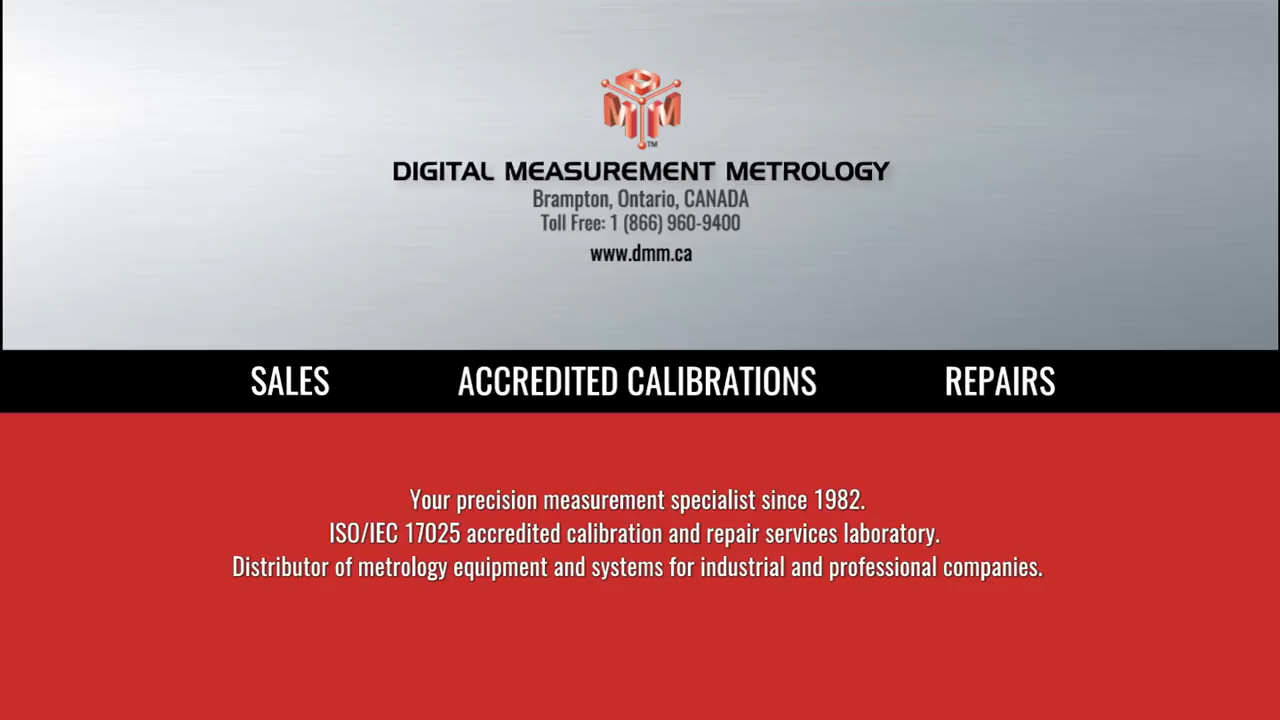 DMM™
DIGITAL MEASUREMENT METROLOGY
Brampton, Ontario, CANADA
Toll Free: 1 (866) 960-9400
www.dmm.ca
SALES ACCREDITED CALIBRATIONS REPAIRS
Your precision measurement specialist since 1982.
ISO/IEC 17025 accredited calibration and repair services laboratory.
Distributor of metrology equipment and systems for industrial and professional companies.